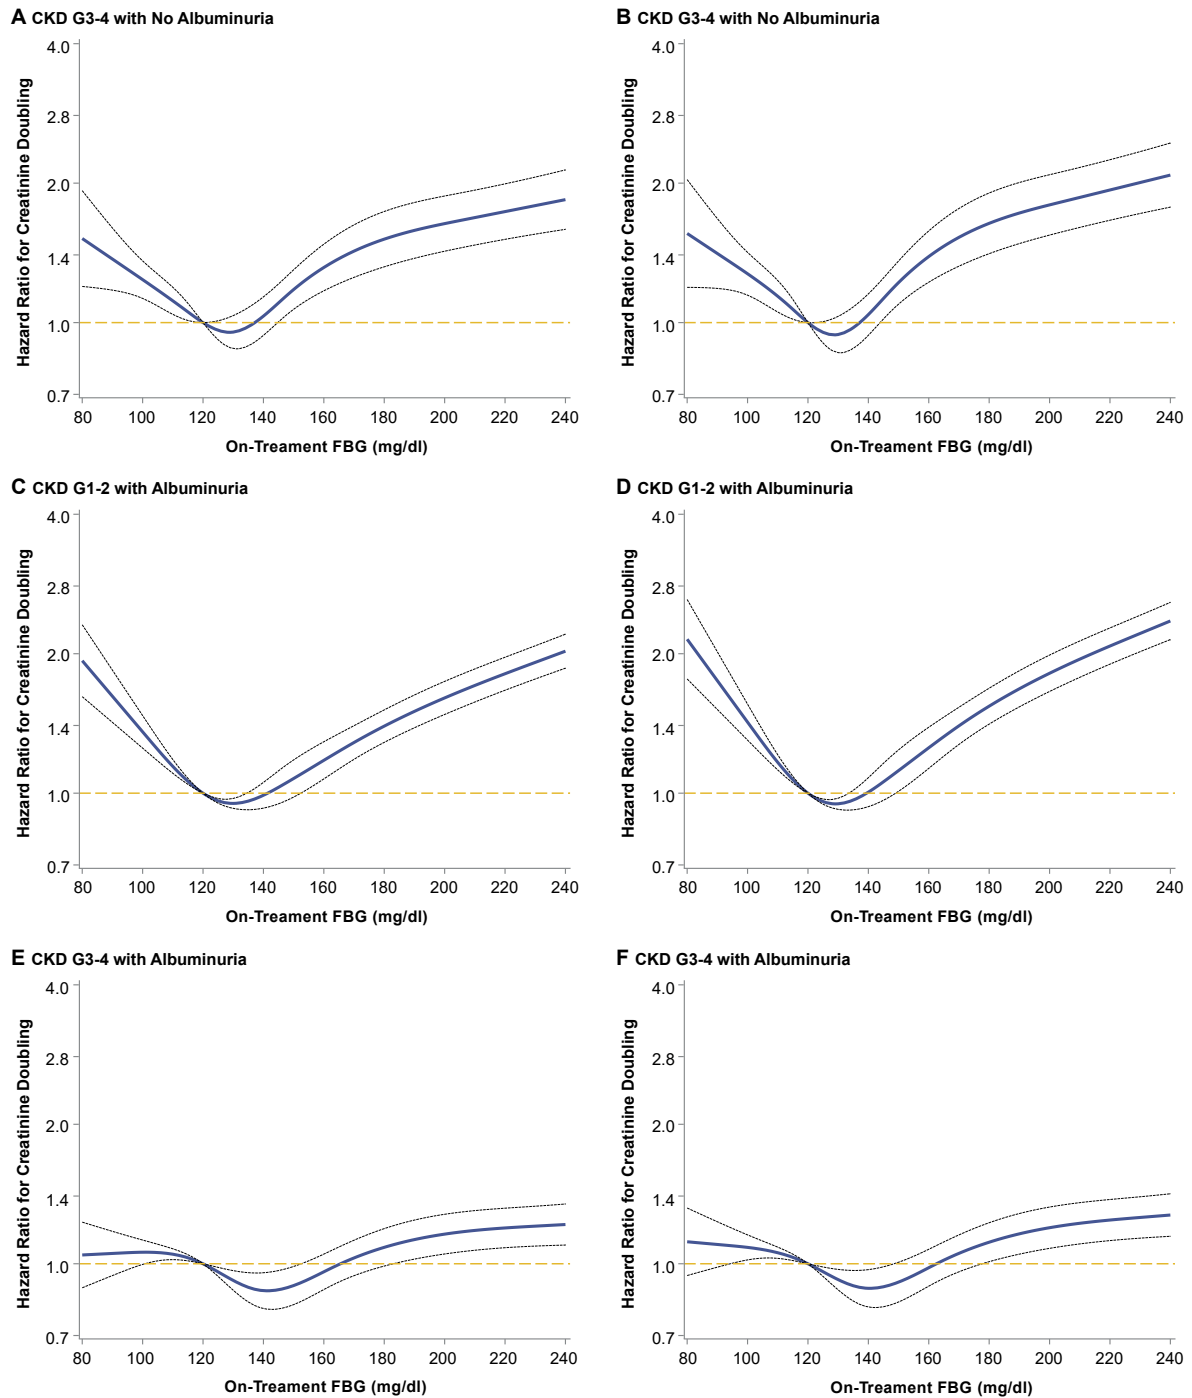 A CKD G3-4 with No Albuminuria
Hazard Ratio for Creatinine Doubling
4.0
2.8
2.0
1.4
1.0
0.7
80 100 120 140 160 180 200 220 240
On-Treament FBG (mg/dl)
B CKD G3-4 with No Albuminuria
Hazard Ratio for Creatinine Doubling
4.0
2.8
2.0
1.4
1.0
0.7
80 100 120 140 160 180 200 220 240
On-Treament FBG (mg/dl)
C CKD G1-2 with Albuminuria
Hazard Ratio for Creatinine Doubling
4.0
2.8
2.0
1.4
1.0
0.7
80 100 120 140 160 180 200 220 240
On-Treament FBG (mg/dl)
D CKD G1-2 with Albuminuria
Hazard Ratio for Creatinine Doubling
4.0
2.8
2.0
1.4
1.0
0.7
80 100 120 140 160 180 200 220 240
On-Treament FBG (mg/dl)
E CKD G3-4 with Albuminuria
Hazard Ratio for Creatinine Doubling
4.0
2.8
2.0
1.4
1.0
0.7
80 100 120 140 160 180 200 220 240
On-Treament FBG (mg/dl)
F CKD G3-4 with Albuminuria
Hazard Ratio for Creatinine Doubling
4.0
2.8
2.0
1.4
1.0
0.7
80 100 120 140 160 180 200 220 240
On-Treament FBG (mg/dl)